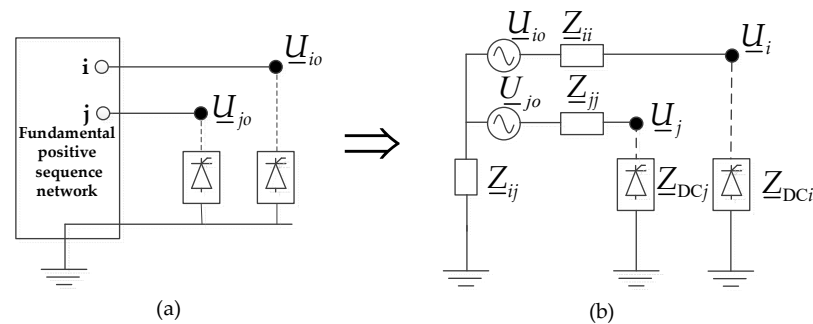 i
U_io
j
U_jo
Fundamental
positive
sequence
network
(a)
⇒
U_io
Z_ii
U_i
U_jo
Z_jj
U_j
Z_ij
Z_DCj
Z_DCi
(b)